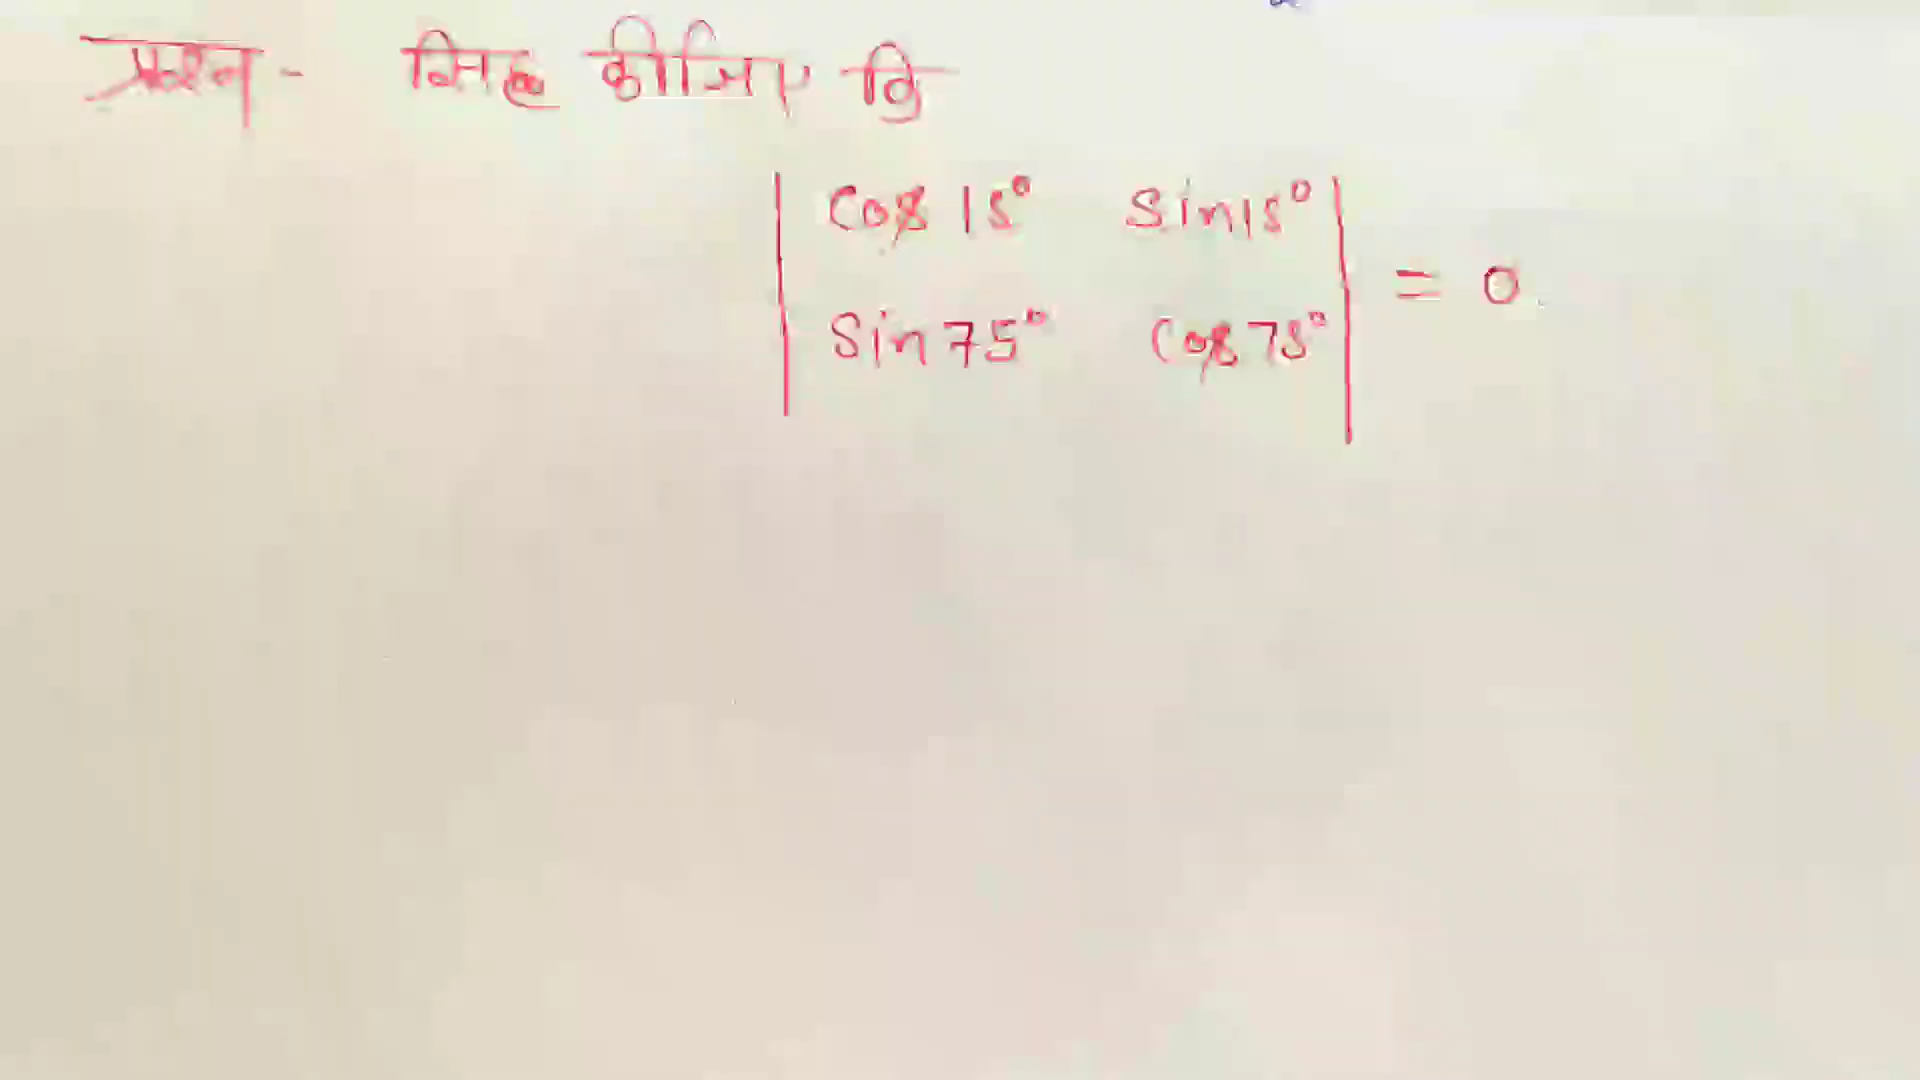 प्रश्न - सिद्ध कीजिए कि
| Cos 15° Sin 15° |
| Sin 75° Cos 75° | = 0